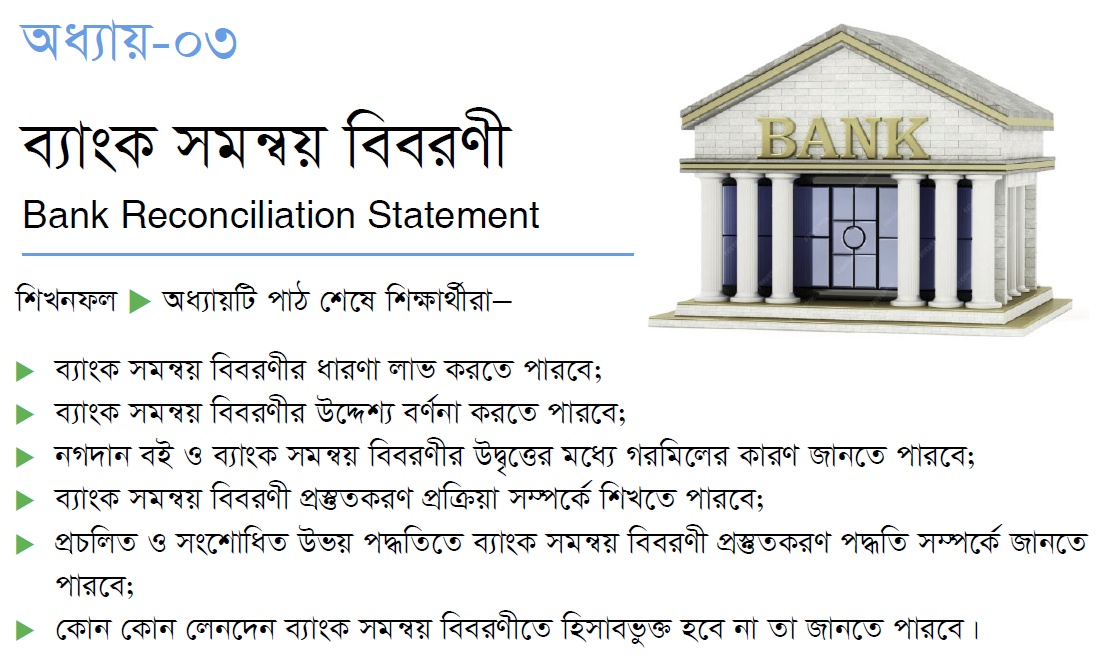 অধ্যায়-০৩
BANK
ব্যাংক সমন্বয় বিবরণী
Bank Reconciliation Statement
শিখনফল ▶ অধ্যায়টি পাঠ শেষে শিক্ষার্থীরা–
▶ ব্যাংক সমন্বয় বিবরণীর ধারণা লাভ করতে পারবে;
▶ ব্যাংক সমন্বয় বিবরণীর উদ্দেশ্য বর্ণনা করতে পারবে;
▶ নগদান বই ও ব্যাংক সমন্বয় বিবরণীর উদ্বৃত্তের মধ্যে গরমিলের কারণ জানতে পারবে;
▶ ব্যাংক সমন্বয় বিবরণী প্রস্তুতকরণ প্রক্রিয়া সম্পর্কে শিখতে পারবে;
▶ প্রচলিত ও সংশোধিত উভয় পদ্ধতিতে ব্যাংক সমন্বয় বিবরণী প্রস্তুতকরণ পদ্ধতি সম্পর্কে জানতে
পারবে;
▶ কোন কোন লেনদেন ব্যাংক সমন্বয় বিবরণীতে হিসাবভুক্ত হবে না তা জানতে পারবে।